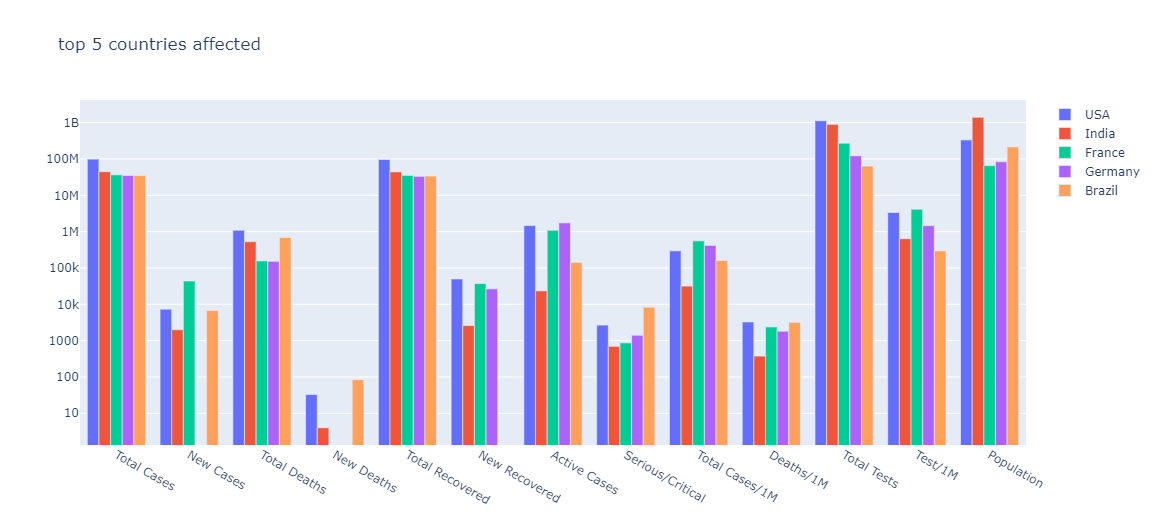 top 5 countries affected
1B
100M
10M
1M
100k
10k
1000
100
10
Total Cases
New Cases
Total Deaths
New Deaths
Total Recovered
New Recovered
Active Cases
Serious/Critical
Total Cases/1M
Deaths/1M
Total Tests
Test/1M
Population
USA
India
France
Germany
Brazil